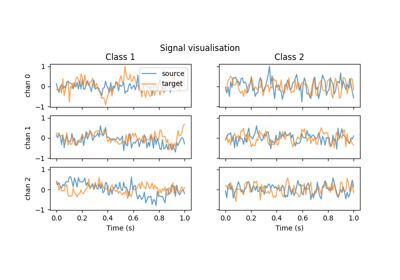 Signal visualisation
Class 1
Class 2
source
target
chan 0
1
0
−1
chan 1
1
0
−1
chan 2
1
0
−1
0.0 0.2 0.4 0.6 0.8 1.0
0.0 0.2 0.4 0.6 0.8 1.0
Time (s)
Time (s)